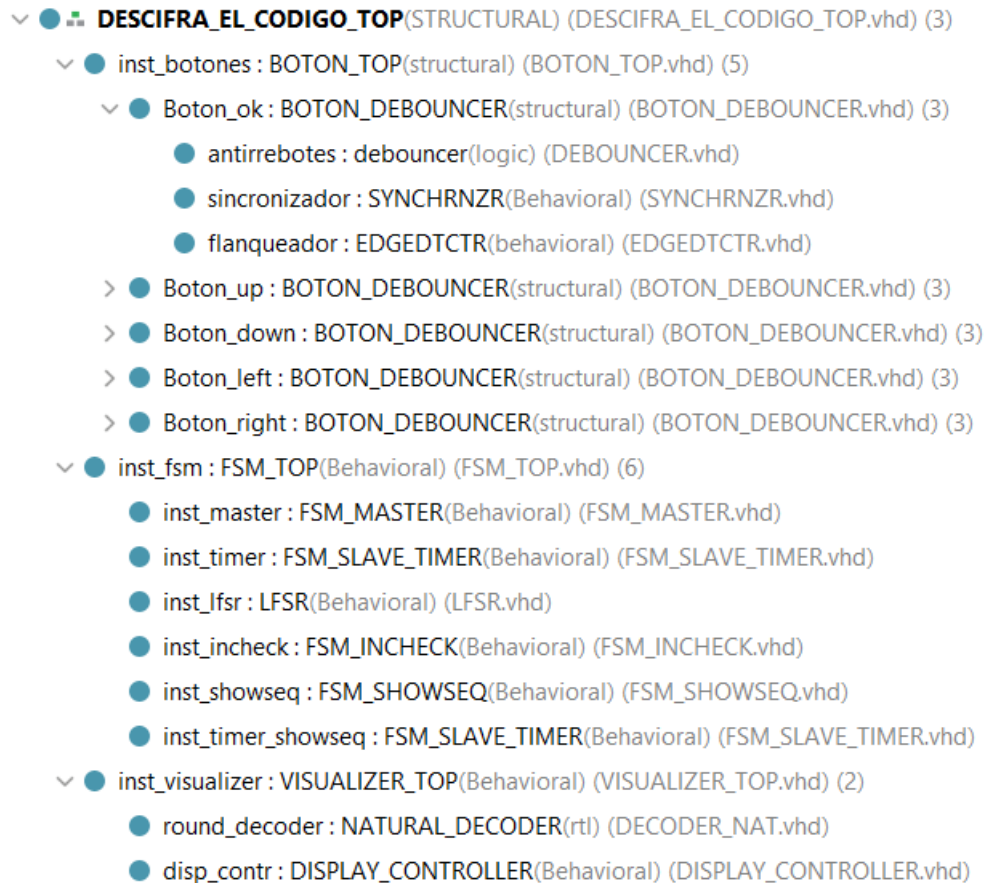 DESCIFRA_EL_CODIGO_TOP(STRUCTURAL) (DESCIFRA_EL_CODIGO_TOP.vhd) (3)
inst_botones : BOTON_TOP(structural) (BOTON_TOP.vhd) (5)
Boton_ok : BOTON_DEBOUNCER(structural) (BOTON_DEBOUNCER.vhd) (3)
antirrebotes : debouncer(logic) (DEBOUNCER.vhd)
sincronizador : SYNCHRNZR(Behavioral) (SYNCHRNZR.vhd)
flanqueador : EDGEDTCTR(behavioral) (EDGEDTCTR.vhd)
Boton_up : BOTON_DEBOUNCER(structural) (BOTON_DEBOUNCER.vhd) (3)
Boton_down : BOTON_DEBOUNCER(structural) (BOTON_DEBOUNCER.vhd) (3)
Boton_left : BOTON_DEBOUNCER(structural) (BOTON_DEBOUNCER.vhd) (3)
Boton_right : BOTON_DEBOUNCER(structural) (BOTON_DEBOUNCER.vhd) (3)
inst_fsm : FSM_TOP(Behavioral) (FSM_TOP.vhd) (6)
inst_master : FSM_MASTER(Behavioral) (FSM_MASTER.vhd)
inst_timer : FSM_SLAVE_TIMER(Behavioral) (FSM_SLAVE_TIMER.vhd)
inst_lfsr : LFSR(Behavioral) (LFSR.vhd)
inst_incheck : FSM_INCHECK(Behavioral) (FSM_INCHECK.vhd)
inst_showseq : FSM_SHOWSEQ(Behavioral) (FSM_SHOWSEQ.vhd)
inst_timer_showseq : FSM_SLAVE_TIMER(Behavioral) (FSM_SLAVE_TIMER.vhd)
inst_visualizer : VISUALIZER_TOP(Behavioral) (VISUALIZER_TOP.vhd) (2)
round_decoder : NATURAL_DECODER(rtl) (DECODER_NAT.vhd)
disp_contr : DISPLAY_CONTROLLER(Behavioral) (DISPLAY_CONTROLLER.vhd)